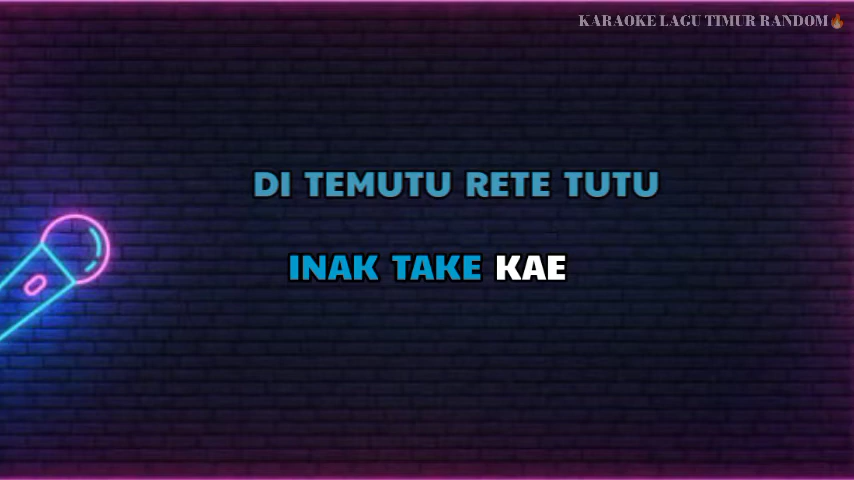 KARAOKE LAGU TIMUR RANDOM🔥
DI TEMUTU RETE TUTU
INAK TAKE KAE